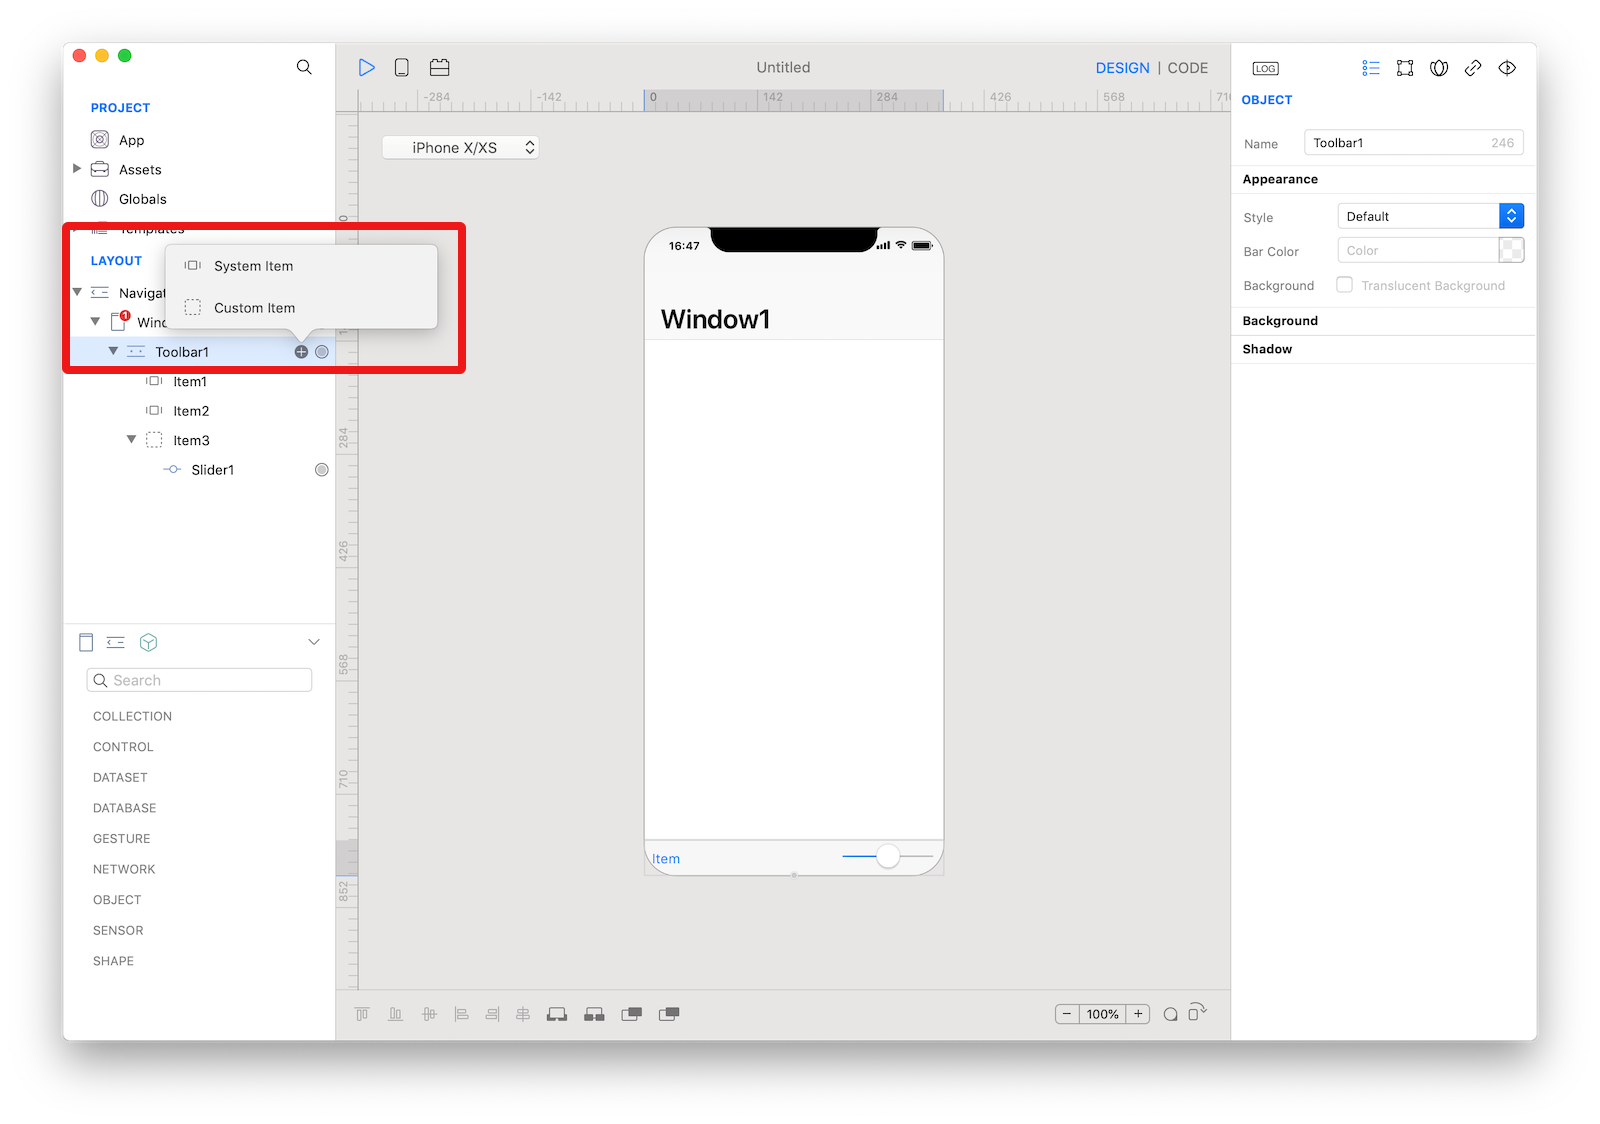 Untitled
DESIGN | CODE
LOG
PROJECT
App
Assets
Globals
Templates
LAYOUT
System Item
Custom Item
Navigat
1
Wind
Toolbar1
Item1
Item2
Item3
Slider1
Search
COLLECTION
CONTROL
DATASET
DATABASE
GESTURE
NETWORK
OBJECT
SENSOR
SHAPE
-284 -142 0 142 284 426 568 710
iPhone X/XS
0
284
426
568
710
852
16:47
Window1
Item
100%
OBJECT
Name Toolbar1 246
Appearance
Style Default
Bar Color Color
Background Translucent Background
Background
Shadow